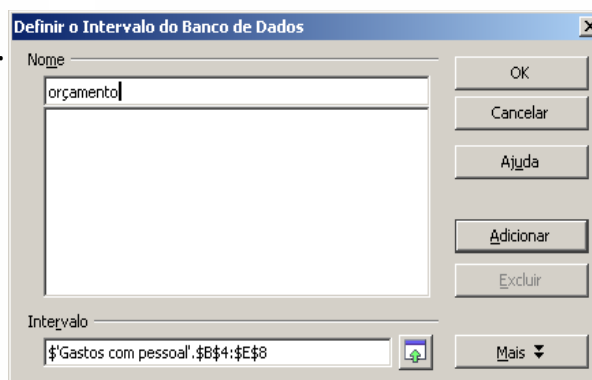 Definir o Intervalo do Banco de Dados
Nome
orçamento
OK
Cancelar
Ajuda
Adicionar
Excluir
Intervalo
$'Gastos com pessoal'.$B$4:$E$8
Mais